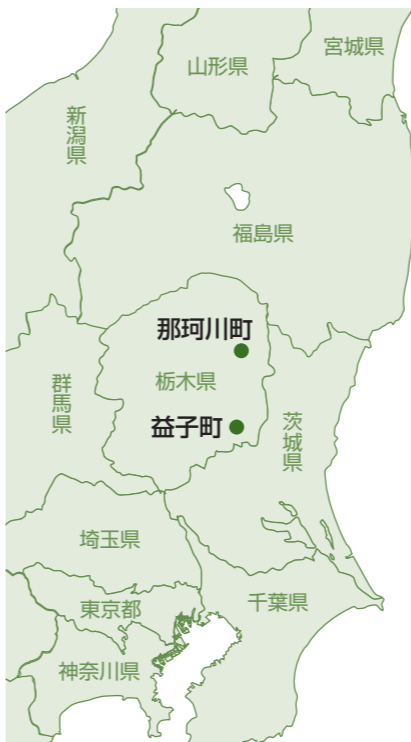 宮城県
山形県
新潟県
福島県
那珂川町
栃木県
群馬県
益子町
茨城県
埼玉県
東京都
千葉県
神奈川県